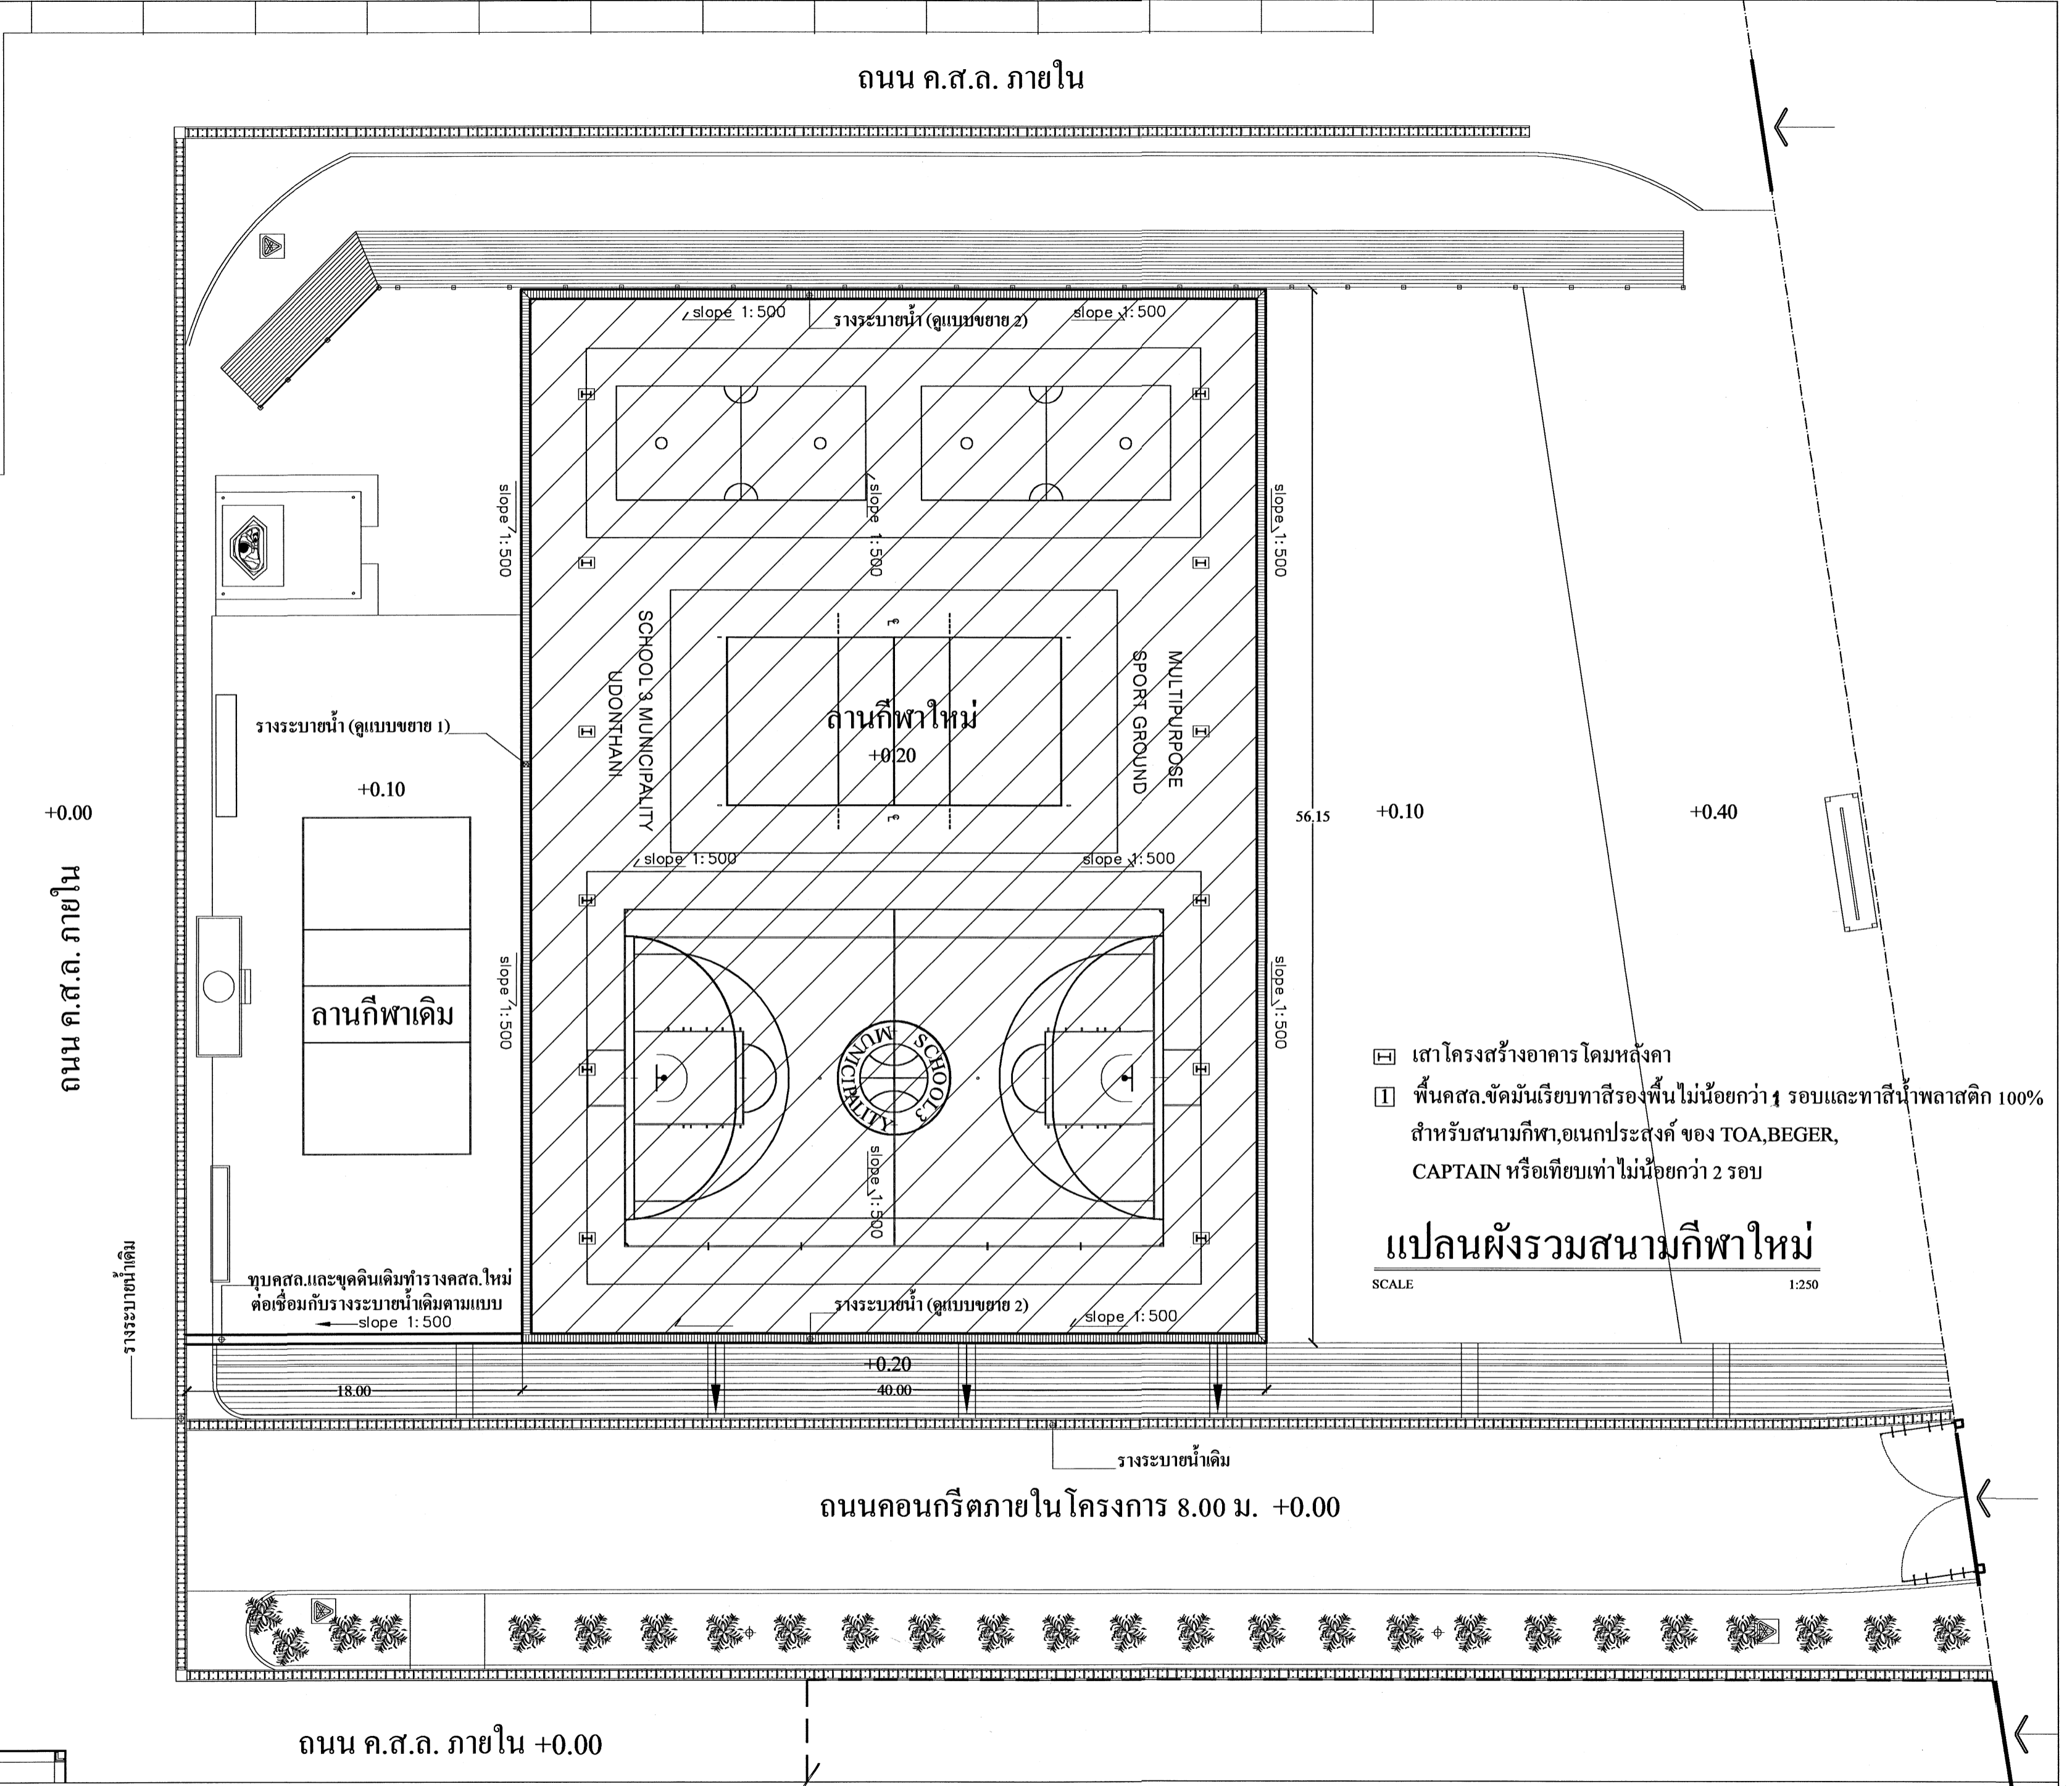 ถนน ค.ส.ล. ภายใน
slope 1:500
รางระบายน้ำ (ดูแบบขยาย 2)
slope 1:500
slope 1:500
slope 1:500
slope 1:500
SCHOOL 3 MUNICIPALITY
UDONTHANI
MULTIPURPOSE
SPORT GROUND
ลานกีฬาใหม่
+0.20
รางระบายน้ำ (ดูแบบขยาย 1)
+0.10
+0.00
ถนน ค.ส.ล. ภายใน
56.15
+0.10
+0.40
slope 1:500
slope 1:500
slope 1:500
slope 1:500
ลานกีฬาเดิม
SCHOOL 3
MUNICIPALITY
slope 1:500
เสาโครงสร้างอาคารโดมหลังคา
1 พื้นคสล.ขัดมันเรียบทาสีรองพื้นไม่น้อยกว่า 1 รอบและทาสีน้ำพลาสติก 100%
สำหรับสนามกีฬา,อเนกประสงค์ ของ TOA,BEGER,
CAPTAIN หรือเทียบเท่าไม่น้อยกว่า 2 รอบ
แปลนผังรวมสนามกีฬาใหม่
SCALE 1:250
รางระบายน้ำเดิม
ทุบคสล.และขุดดินเดิมทำรางคสล.ใหม่
ต่อเชื่อมกับรางระบายน้ำเดิมตามแบบ
slope 1:500
รางระบายน้ำ (ดูแบบขยาย 2)
slope 1:500
+0.20
18.00
40.00
รางระบายน้ำเดิม
ถนนคอนกรีตภายในโครงการ 8.00 ม. +0.00
ถนน ค.ส.ล. ภายใน +0.00